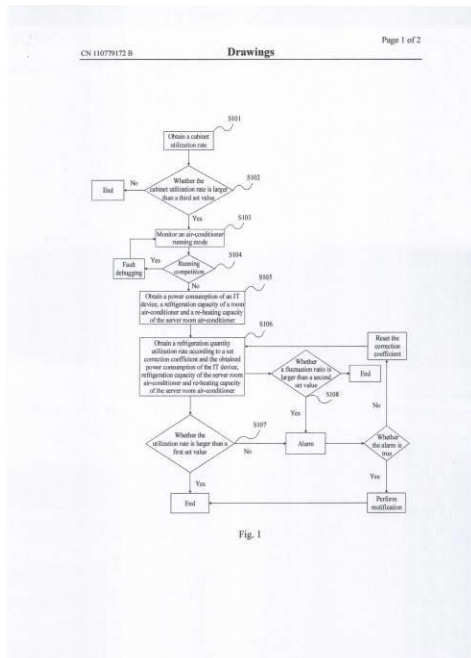 Page 1 of 2
CN 110779172 B
Drawings
S101
Obtain a cabinet
utilization rate
S102
Whether the
cabinet utilization rate is larger
than a third set value
No
End
Yes
S103
Monitor an air-conditioner
running mode
S104
Running
competition
Yes
Fault
debugging
No
S105
Obtain a power consumption of an IT
device, a refrigeration capacity of a room
air-conditioner and a re-heating capacity
of the server room air-conditioner
S106
Obtain a refrigeration quantity
utilization rate according to a set
correction coefficient and the obtained
power consumption of the IT device,
refrigeration capacity of the server room
air-conditioner and re-heating capacity
of the server room air-conditioner
Whether
a fluctuation ratio is
larger than a second
set value
End
Reset the
correction
coefficient
S108
Yes
No
S107
Whether the
utilization rate is larger than a
first set value
No
Alarm
Whether
the alarm is
true
Yes
Yes
End
Perform
rectification
Fig. 1